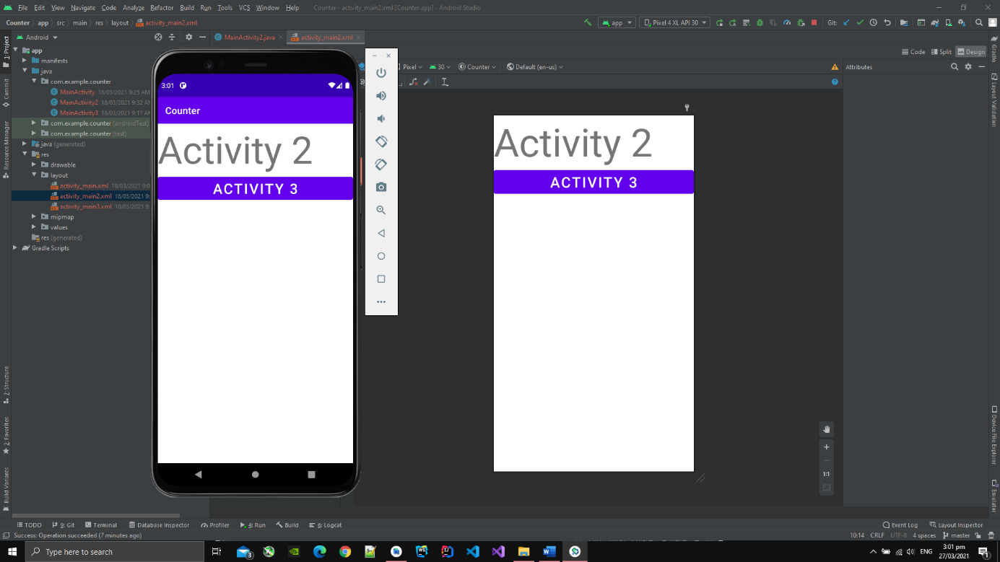 File Edit View Navigate Code Analyze Refactor Build Run Tools VCS Window Help Counter - activity_main2.xml [Counter.app] - Android Studio
Counter app src main res layout activity_main2.xml app Pixel 4 XL API 30 Git:
Android MainActivity2.java activity_main2.xml
Code Split Design
Pixel 30 Counter Default (en-us) Attributes
app
manifests
java
com.example.counter
MainActivity 18/03/2021 9:25 AM
MainActivity2 18/03/2021 9:32
MainActivity3 18/03/2021 9:17
com.example.counter (androidTest)
com.example.counter (test)
java (generated)
res
drawable
layout
activity_main.xml 18/03/2021
activity_main2.xml 18/03/2021
activity_main3.xml 18/03/2021
mipmap
values
res (generated)
Gradle Scripts
1: Project
Commit
Resource Manager
Z: Structure
2: Favorites
Build Variants
3:01
Counter
Activity 2
ACTIVITY 3
Activity 2
ACTIVITY 3
1:1
Gradle
Layout Validation
Device File Explorer
Emulator
TODO 9: Git Terminal Database Inspector Profiler 4: Run Build 6: Logcat Event Log Layout Inspector
Success: Operation succeeded (7 minutes ago) 10:14 CRLF UTF-8 4 spaces master
Type here to search 3 ENG 3:01 pm
27/03/2021 1